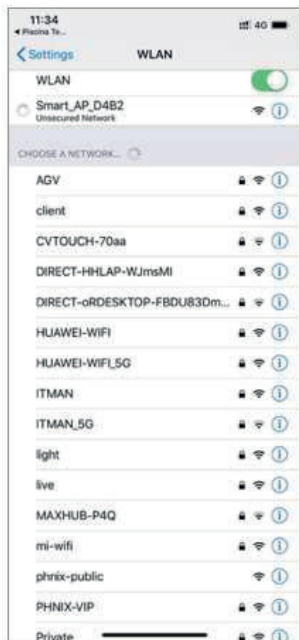 11:34
4G
Piscina To...
Settings
WLAN
WLAN
Smart_AP_D4B2
Unsecured Network
CHOOSE A NETWORK...
AGV
client
CVTOUCH-70aa
DIRECT-HHLAP-WJmsMI
DIRECT-oRDESKTOP-FBDU83Dm...
HUAWEI-WIFI
HUAWEI-WIFI_5G
ITMAN
ITMAN_5G
light
live
MAXHUB-P4Q
mi-wifi
phnix-public
PHNIX-VIP
Private